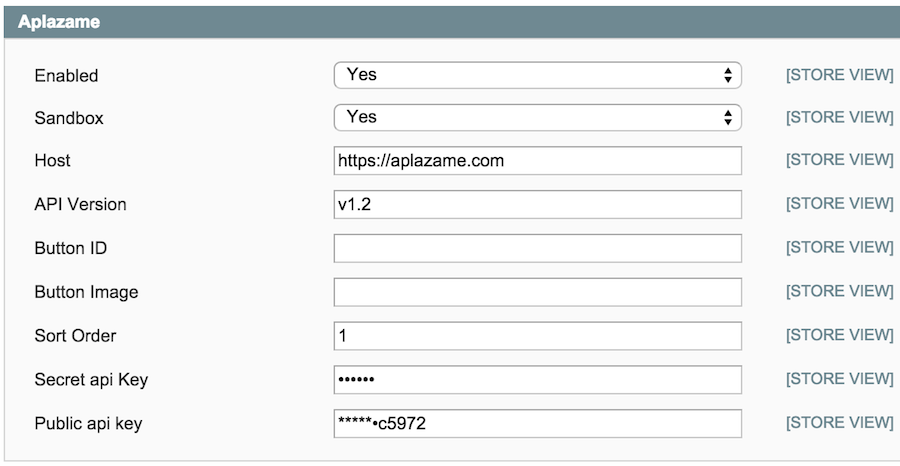 Aplazame
Enabled Yes [STORE VIEW]
Sandbox Yes [STORE VIEW]
Host https://aplazame.com [STORE VIEW]
API Version v1.2 [STORE VIEW]
Button ID [STORE VIEW]
Button Image [STORE VIEW]
Sort Order 1 [STORE VIEW]
Secret api Key •••••• [STORE VIEW]
Public api key *****•c5972 [STORE VIEW]